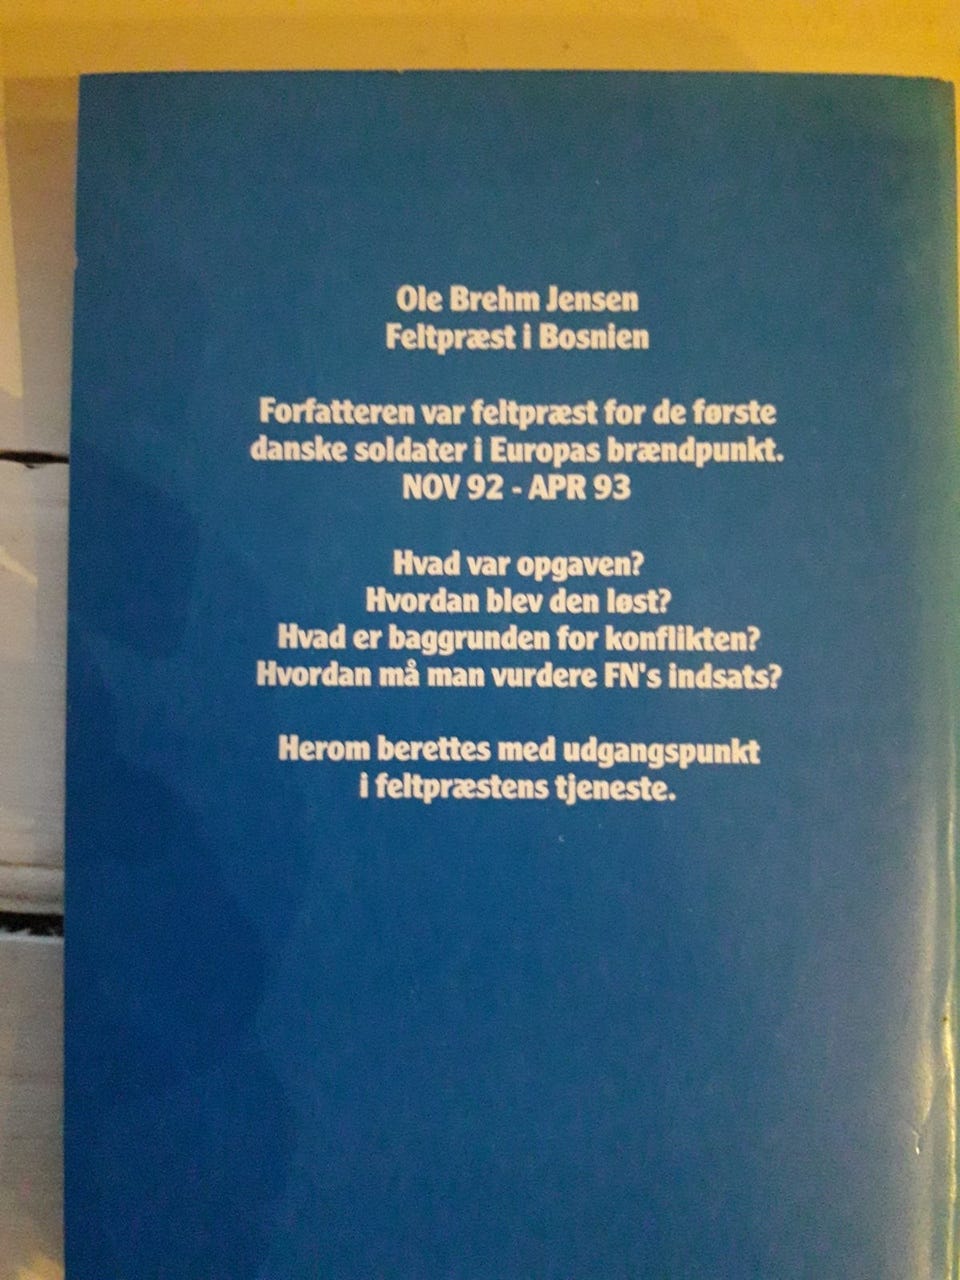 Ole Brehm Jensen
Feltpræst i Bosnien
Forfatteren var feltpræst for de første
danske soldater i Europas brændpunkt.
NOV 92 - APR 93
Hvad var opgaven?
Hvordan blev den løst?
Hvad er baggrunden for konflikten?
Hvordan må man vurdere FN's indsats?
Herom berettes med udgangspunkt
i feltpræstens tjeneste.